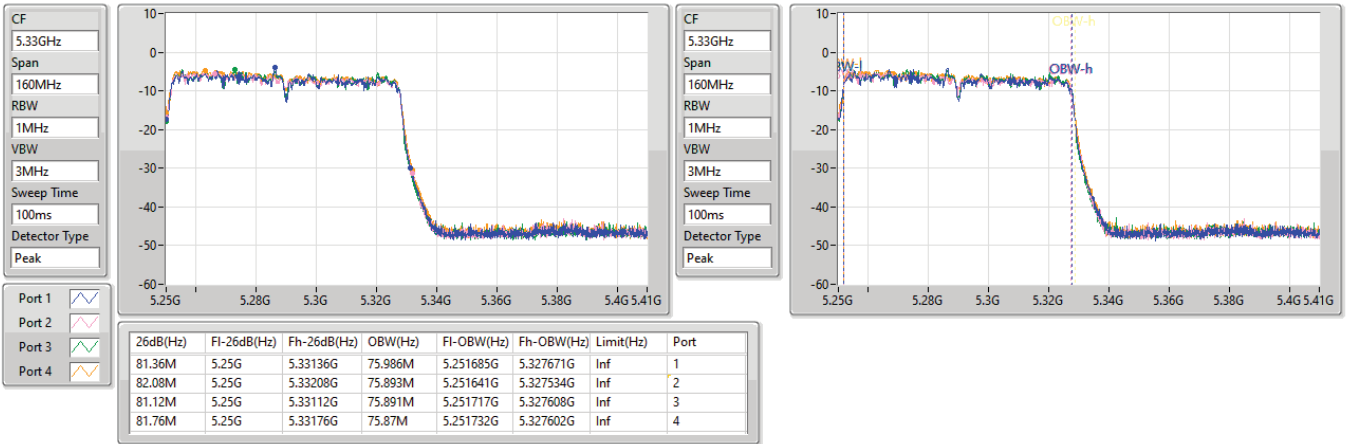 CF
5.33GHz
Span
160MHz
RBW
1MHz
VBW
3MHz
Sweep Time
100ms
Detector Type
Peak
10
0
-10
-20
-30
-40
-50
-60
5.25G 5.28G 5.3G 5.32G 5.34G 5.36G 5.38G 5.4G 5.41G
CF
5.33GHz
Span
160MHz
RBW
1MHz
VBW
3MHz
Sweep Time
100ms
Detector Type
Peak
10
0
-10
-20
-30
-40
-50
-60
OBW-h
OBW-h
5.25G 5.28G 5.3G 5.32G 5.34G 5.36G 5.38G 5.4G 5.41G
Port 1
Port 2
Port 3
Port 4
26dB(Hz) Fl-26dB(Hz) Fh-26dB(Hz) OBW(Hz) Fl-OBW(Hz) Fh-OBW(Hz) Limit(Hz) Port
81.36M 5.25G 5.33136G 75.986M 5.251685G 5.327671G Inf 1
82.08M 5.25G 5.33208G 75.893M 5.251641G 5.327534G Inf 2
81.12M 5.25G 5.33112G 75.891M 5.251717G 5.327608G Inf 3
81.76M 5.25G 5.33176G 75.87M 5.251732G 5.327602G Inf 4